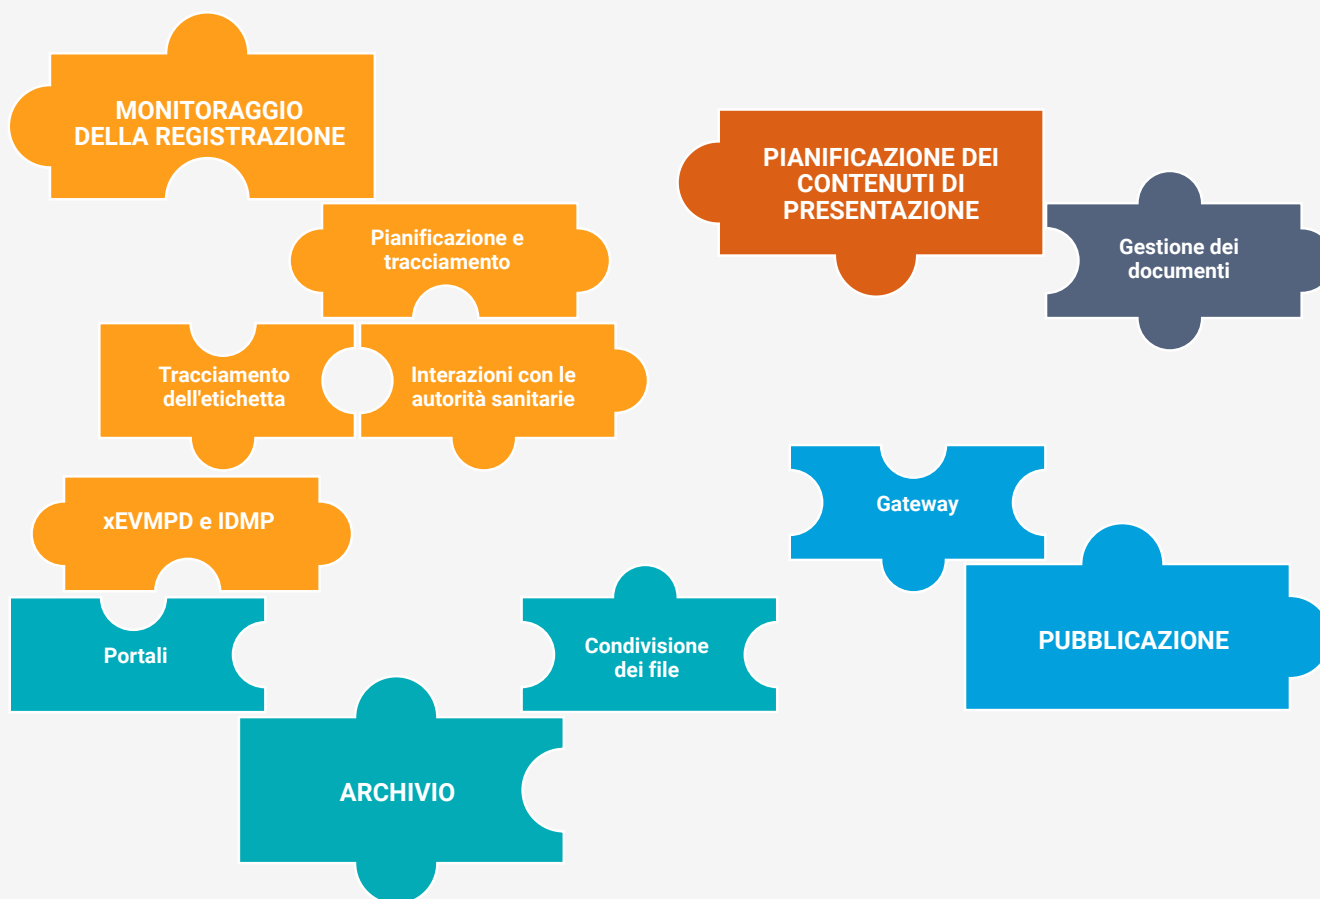 MONITORAGGIO
DELLA REGISTRAZIONE
PIANIFICAZIONE DEI
CONTENUTI DI
PRESENTAZIONE
Pianificazione e
tracciamento
Gestione dei
documenti
Tracciamento
dell'etichetta
Interazioni con le
autorità sanitarie
Gateway
xEVMPD e IDMP
Portali
Condivisione
dei file
PUBBLICAZIONE
ARCHIVIO